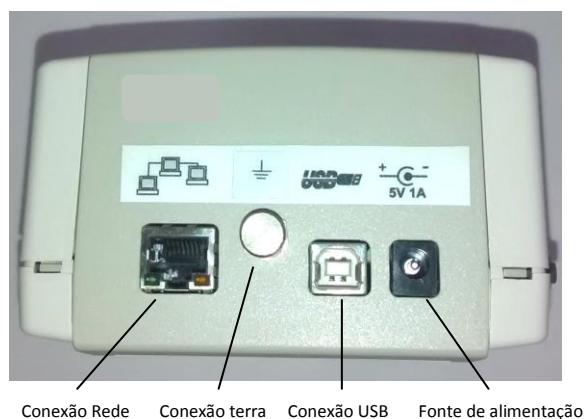 USB
+ -
5V 1A
Conexão Rede Conexão terra Conexão USB Fonte de alimentação